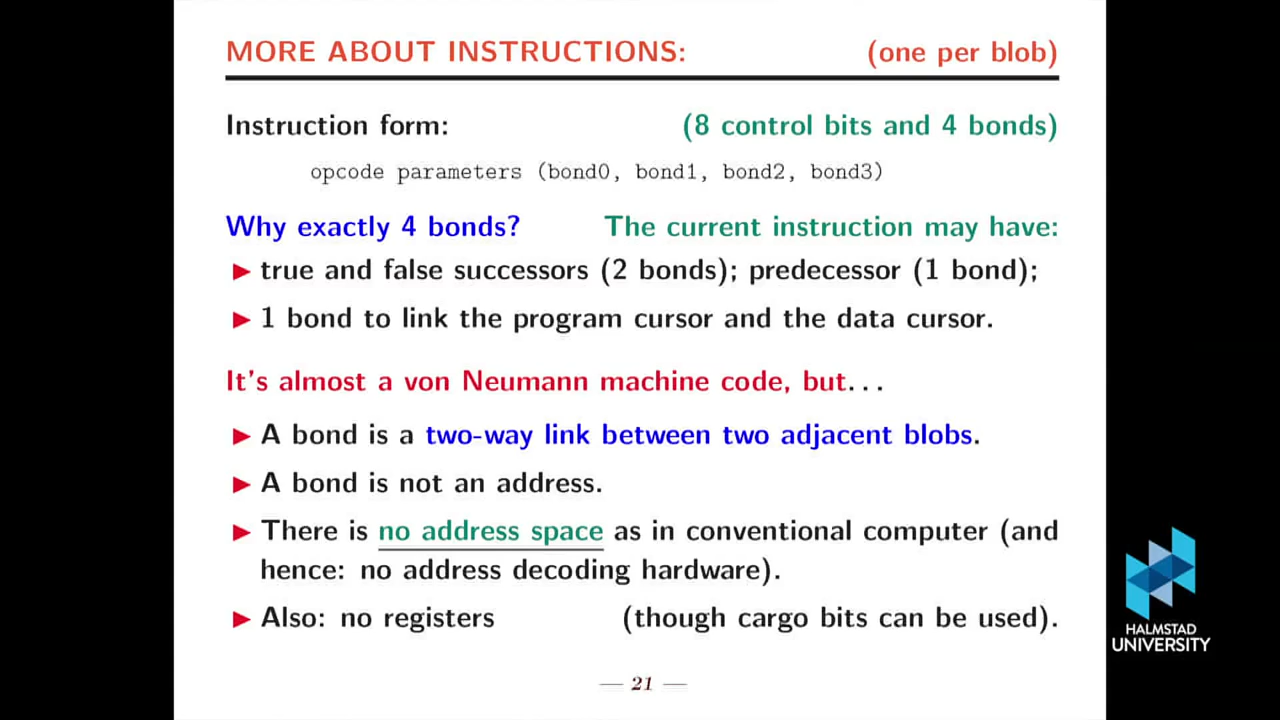 MORE ABOUT INSTRUCTIONS: (one per blob)
Instruction form: (8 control bits and 4 bonds)
opcode parameters (bond0, bond1, bond2, bond3)
Why exactly 4 bonds? The current instruction may have:
▶ true and false successors (2 bonds); predecessor (1 bond);
▶ 1 bond to link the program cursor and the data cursor.
It's almost a von Neumann machine code, but...
▶ A bond is a two-way link between two adjacent blobs.
▶ A bond is not an address.
▶ There is no address space as in conventional computer (and
hence: no address decoding hardware).
▶ Also: no registers (though cargo bits can be used).
— 21 —
HALMSTAD
UNIVERSITY